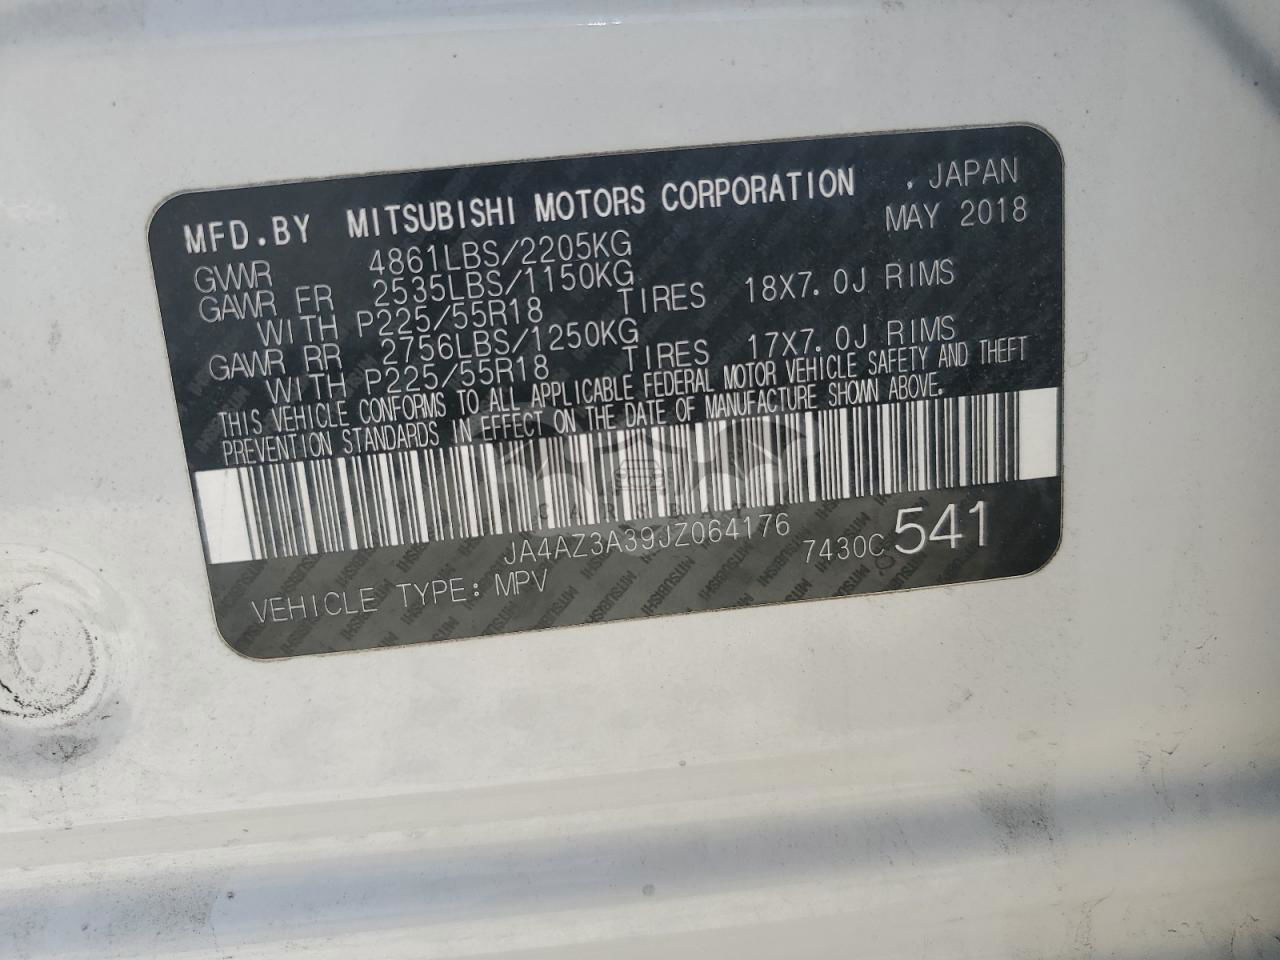 MFD.BY MITSUBISHI MOTORS CORPORATION , JAPAN
MAY 2018
GVWR 4861LBS/2205KG
GAWR FR 2535LBS/1150KG
WITH P225/55R18 TIRES 18X7.0J RIMS
GAWR RR 2756LBS/1250KG
WITH P225/55R18 TIRES 17X7.0J RIMS
THIS VEHICLE CONFORMS TO ALL APPLICABLE FEDERAL MOTOR VEHICLE SAFETY AND THEFT
PREVENTION STANDARDS IN EFFECT ON THE DATE OF MANUFACTURE SHOWN ABOVE.
JA4AZ3A39JZ064176 7430C 541
VEHICLE TYPE: MPV